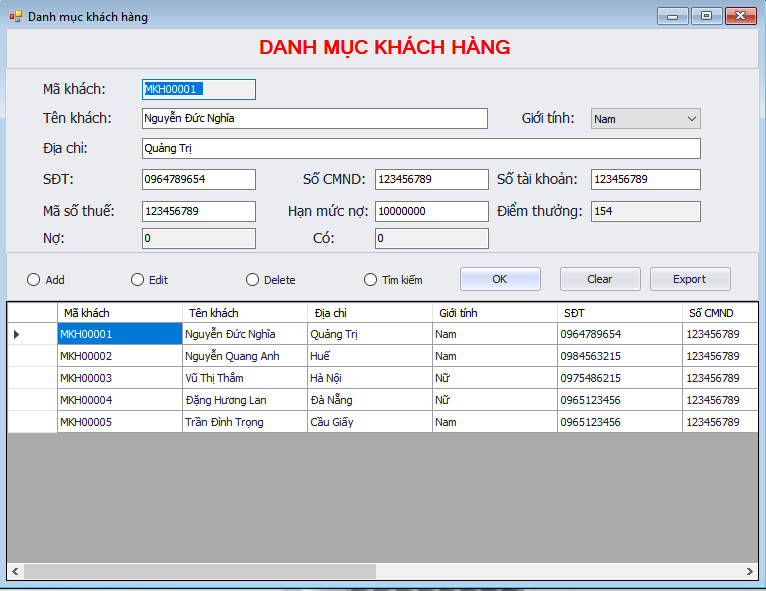 Danh mục khách hàng
DANH MỤC KHÁCH HÀNG
Mã khách: MKH00001
Tên khách: Nguyễn Đức Nghĩa Giới tính: Nam
Địa chỉ: Quảng Trị
SĐT: 0964789654 Số CMND: 123456789 Số tài khoản: 123456789
Mã số thuế: 123456789 Hạn mức nợ: 10000000 Điểm thưởng: 154
Nợ: 0 Có: 0
Add Edit Delete Tìm kiếm OK Clear Export
Mã khách Tên khách Địa chỉ Giới tính SĐT Số CMND
MKH00001 Nguyễn Đức Nghĩa Quảng Trị Nam 0964789654 123456789
MKH00002 Nguyễn Quang Anh Huế Nam 0984563215 123456789
MKH00003 Vũ Thị Thắm Hà Nội Nữ 0975486215 123456789
MKH00004 Đặng Hương Lan Đà Nẵng Nữ 0965123456 123456789
MKH00005 Trần Đình Trọng Cầu Giấy Nam 0965123456 123456789